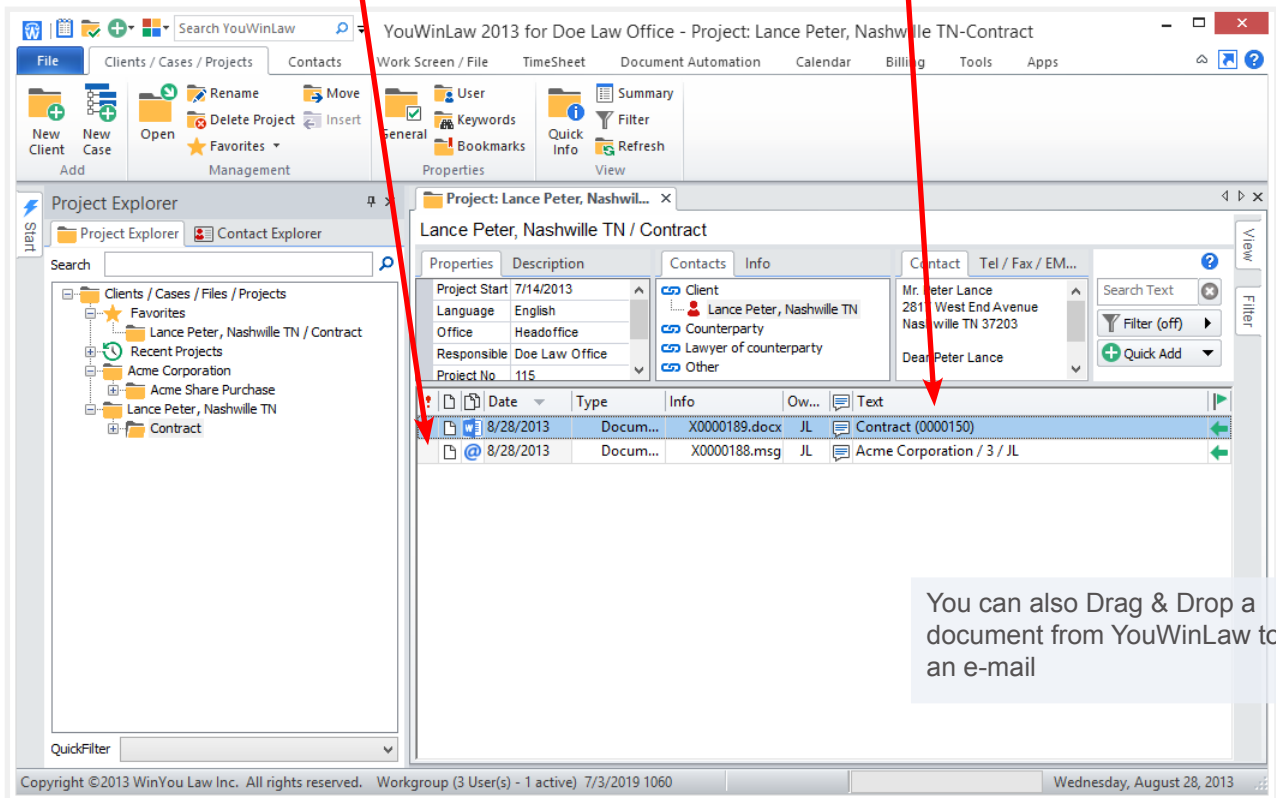 Search YouWinLaw
YouWinLaw 2013 for Doe Law Office - Project: Lance Peter, Nashwille TN-Contract
File Clients / Cases / Projects Contacts Work Screen / File TimeSheet Document Automation Calendar Billing Tools Apps
New Client
New Case
Add
Open
Rename
Delete Project
Favorites
Move
Insert
Management
General
User
Keywords
Bookmarks
Properties
Quick Info
Summary
Filter
Refresh
View
Start
Project Explorer
Project Explorer Contact Explorer
Search
Clients / Cases / Files / Projects
Favorites
Lance Peter, Nashwille TN / Contract
Recent Projects
Acme Corporation
Acme Share Purchase
Lance Peter, Nashwille TN
Contract
QuickFilter
Project: Lance Peter, Nashwil...
Lance Peter, Nashwille TN / Contract
Properties Description
Project Start 7/14/2013
Language English
Office Headoffice
Responsible Doe Law Office
Project No 115
Contacts Info
Client
Lance Peter, Nashwille TN
Counterparty
Lawyer of counterparty
Other
Contact Tel / Fax / EM...
Mr. Peter Lance
2817 West End Avenue
Nashwille TN 37203
Dear Peter Lance
Search Text
Filter (off)
Quick Add
View
Filter
Date Type Info Ow... Text
8/28/2013 Docum... X0000189.docx JL Contract (0000150)
8/28/2013 Docum... X0000188.msg JL Acme Corporation / 3 / JL
You can also Drag & Drop a
document from YouWinLaw to
an e-mail
Copyright ©2013 WinYou Law Inc. All rights reserved. Workgroup (3 User(s) - 1 active) 7/3/2019 1060 Wednesday, August 28, 2013